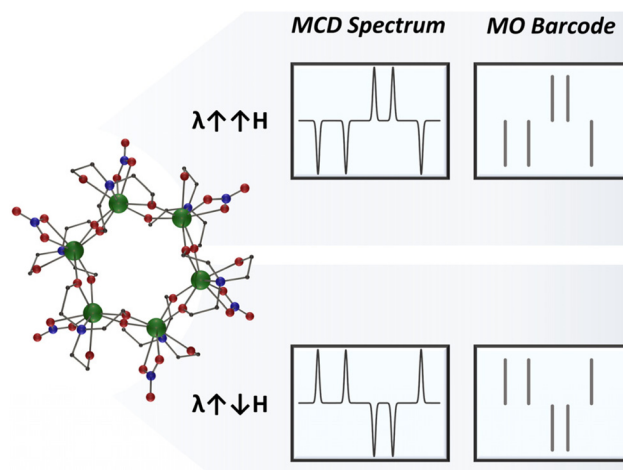 MCD Spectrum
MO Barcode
λ↑↑H
λ↑↓H